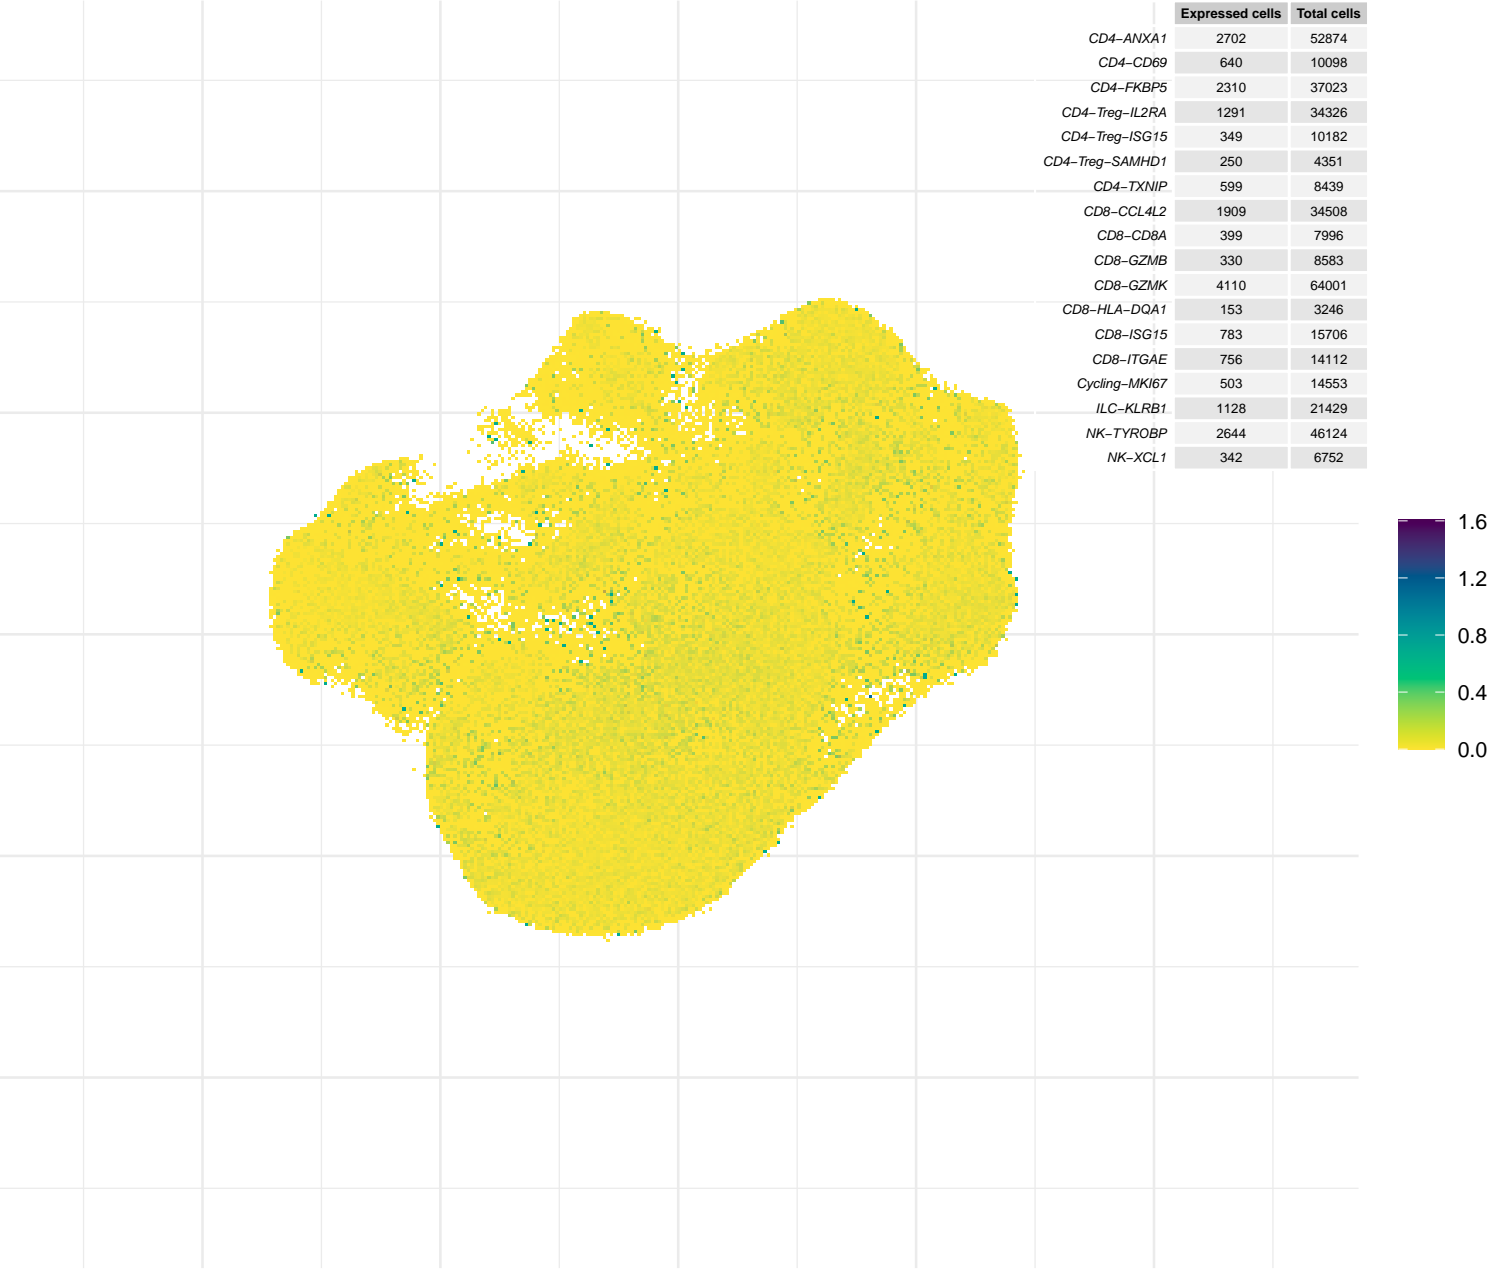 Expressed cells Total cells
CD4−ANXA1 2702 52874
CD4−CD69 640 10098
CD4−FKBP5 2310 37023
CD4−Treg−IL2RA 1291 34326
CD4−Treg−ISG15 349 10182
CD4−Treg−SAMHD1 250 4351
CD4−TXNIP 599 8439
CD8−CCL4L2 1909 34508
CD8−CD8A 399 7996
CD8−GZMB 330 8583
CD8−GZMK 4110 64001
CD8−HLA−DQA1 153 3246
CD8−ISG15 783 15706
CD8−ITGAE 756 14112
Cycling−MKI67 503 14553
ILC−KLRB1 1128 21429
NK−TYROBP 2644 46124
NK−XCL1 342 6752
1.6
1.2
0.8
0.4
0.0